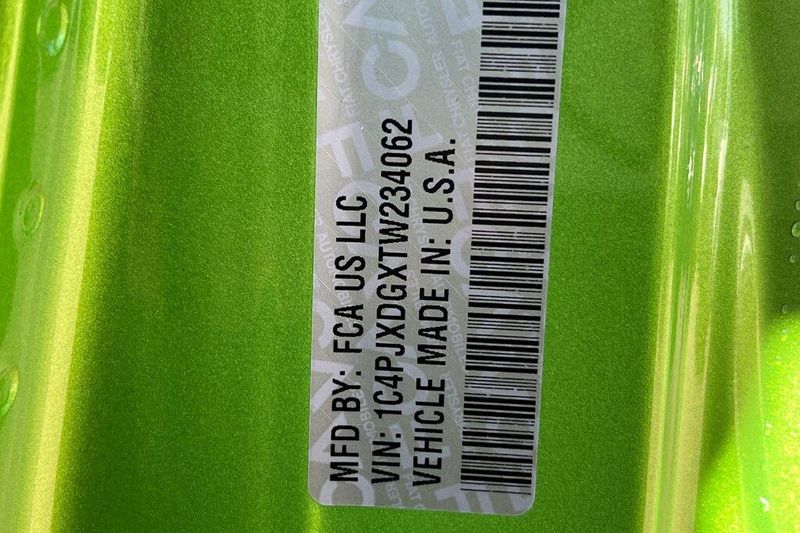 MFD BY: FCA US LLC
VIN: 1C4PJXDGXTW234062
VEHICLE MADE IN: U.S.A.